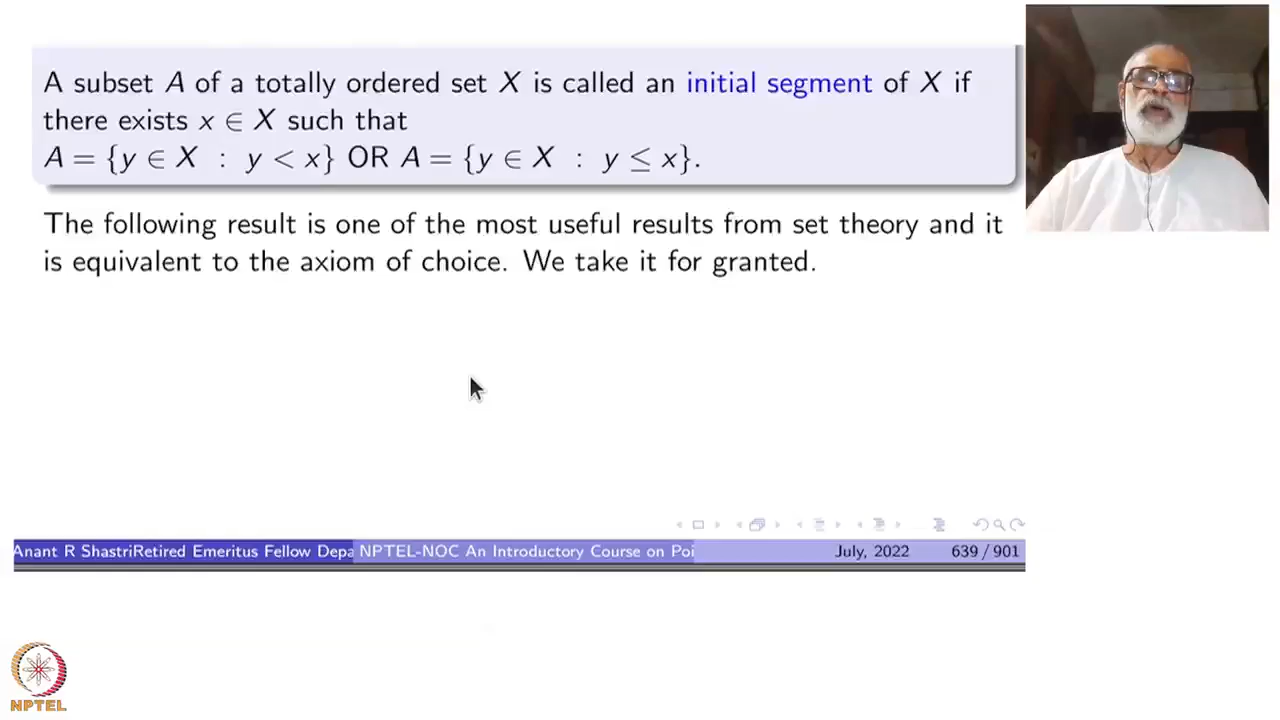 A subset A of a totally ordered set X is called an initial segment of X if
there exists x ∈ X such that
A = {y ∈ X : y < x} OR A = {y ∈ X : y ≤ x}.
The following result is one of the most useful results from set theory and it
is equivalent to the axiom of choice. We take it for granted.
Anant R ShastriRetired Emeritus Fellow Depa NPTEL-NOC An Introductory Course on Poi July, 2022 639 / 901
NPTEL